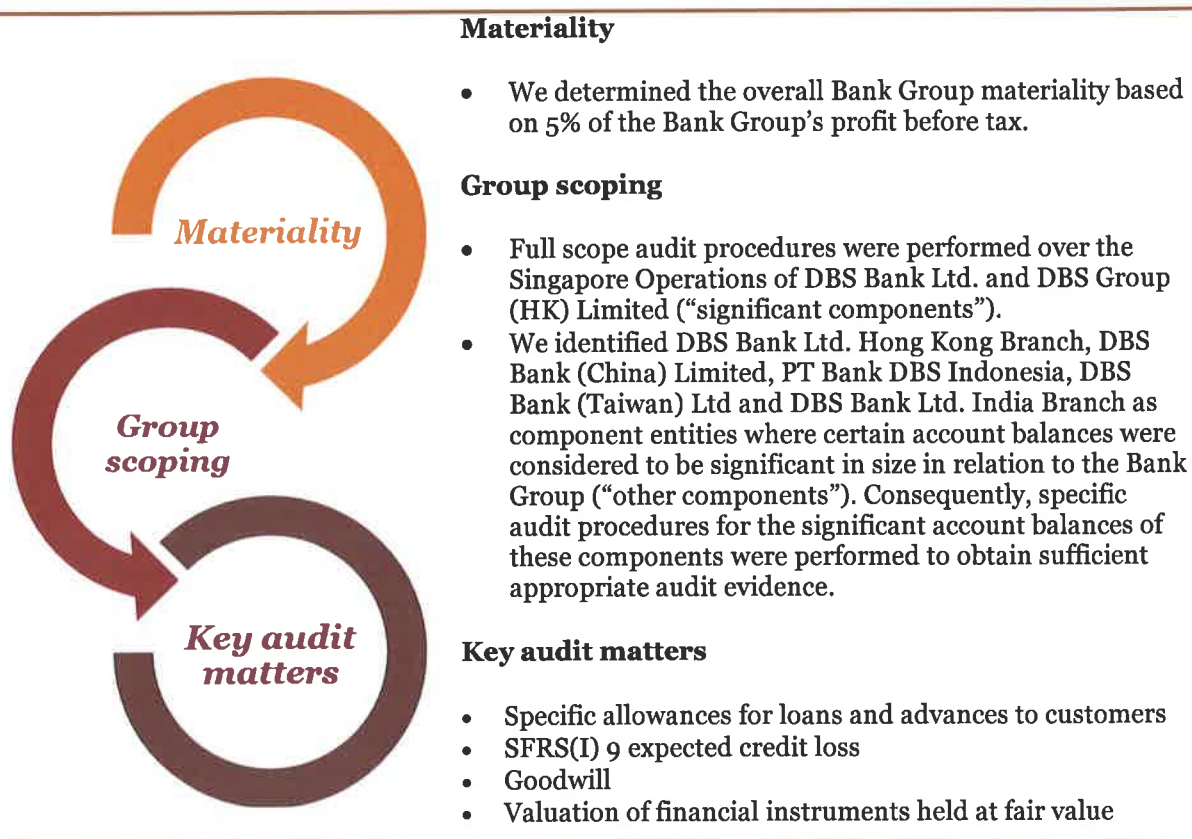 Materiality
• We determined the overall Bank Group materiality based
on 5% of the Bank Group's profit before tax.
Group scoping
• Full scope audit procedures were performed over the
Singapore Operations of DBS Bank Ltd. and DBS Group
(HK) Limited (“significant components”).
• We identified DBS Bank Ltd. Hong Kong Branch, DBS
Bank (China) Limited, PT Bank DBS Indonesia, DBS
Bank (Taiwan) Ltd and DBS Bank Ltd. India Branch as
component entities where certain account balances were
considered to be significant in size in relation to the Bank
Group (“other components”). Consequently, specific
audit procedures for the significant account balances of
these components were performed to obtain sufficient
appropriate audit evidence.
Key audit matters
• Specific allowances for loans and advances to customers
• SFRS(I) 9 expected credit loss
• Goodwill
• Valuation of financial instruments held at fair value
Materiality
Group
scoping
Key audit
matters